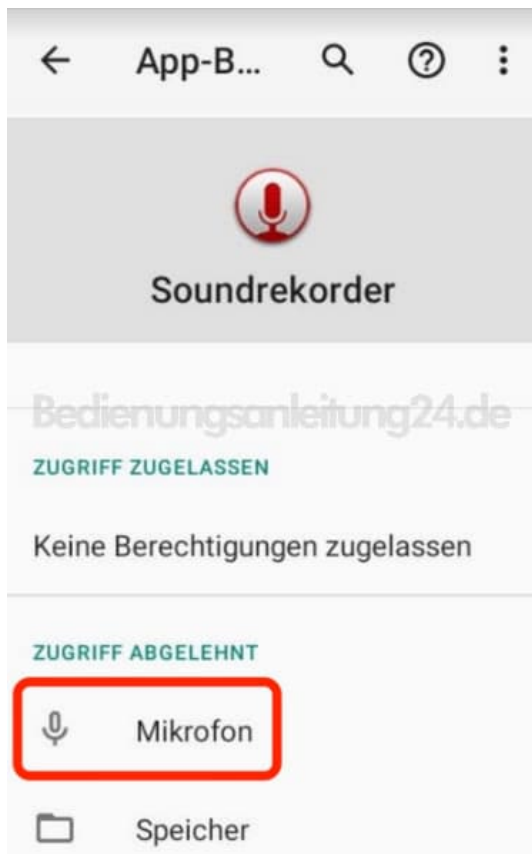 App-B...
Soundrekorder
Bedienungsanleitung24.de
ZUGRIFF ZUGELASSEN
Keine Berechtigungen zugelassen
ZUGRIFF ABGELEHNT
Mikrofon
Speicher